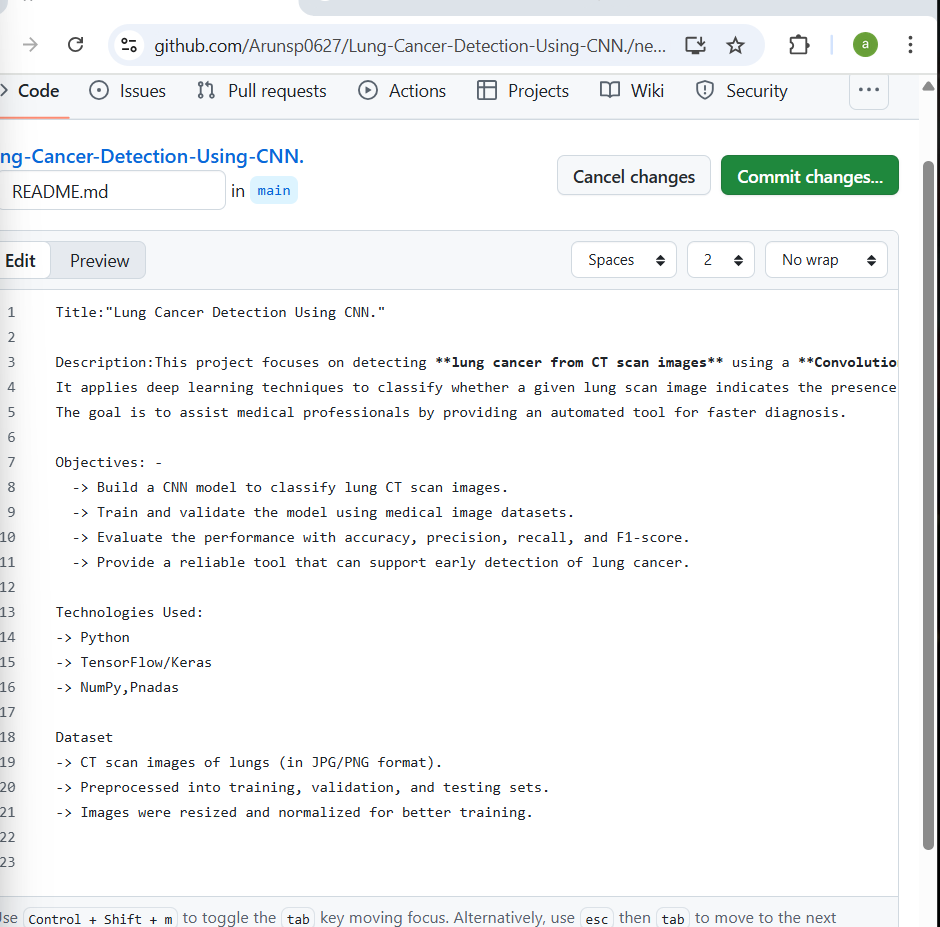 github.com/Arunsp0627/Lung-Cancer-Detection-Using-CNN./ne...
a
Code Issues Pull requests Actions Projects Wiki Security
ng-Cancer-Detection-Using-CNN.
README.md in main
Cancel changes Commit changes...
Edit Preview Spaces 2 No wrap
1 Title:"Lung Cancer Detection Using CNN."
2
3 Description:This project focuses on detecting **lung cancer from CT scan images** using a **Convolutio
4 It applies deep learning techniques to classify whether a given lung scan image indicates the presence
5 The goal is to assist medical professionals by providing an automated tool for faster diagnosis.
6
7 Objectives: -
8 -> Build a CNN model to classify lung CT scan images.
9 -> Train and validate the model using medical image datasets.
10 -> Evaluate the performance with accuracy, precision, recall, and F1-score.
11 -> Provide a reliable tool that can support early detection of lung cancer.
12
13 Technologies Used:
14 -> Python
15 -> TensorFlow/Keras
16 -> NumPy,Pnadas
17
18 Dataset
19 -> CT scan images of lungs (in JPG/PNG format).
20 -> Preprocessed into training, validation, and testing sets.
21 -> Images were resized and normalized for better training.
22
23
Use Control + Shift + m to toggle the tab key moving focus. Alternatively, use esc then tab to move to the next